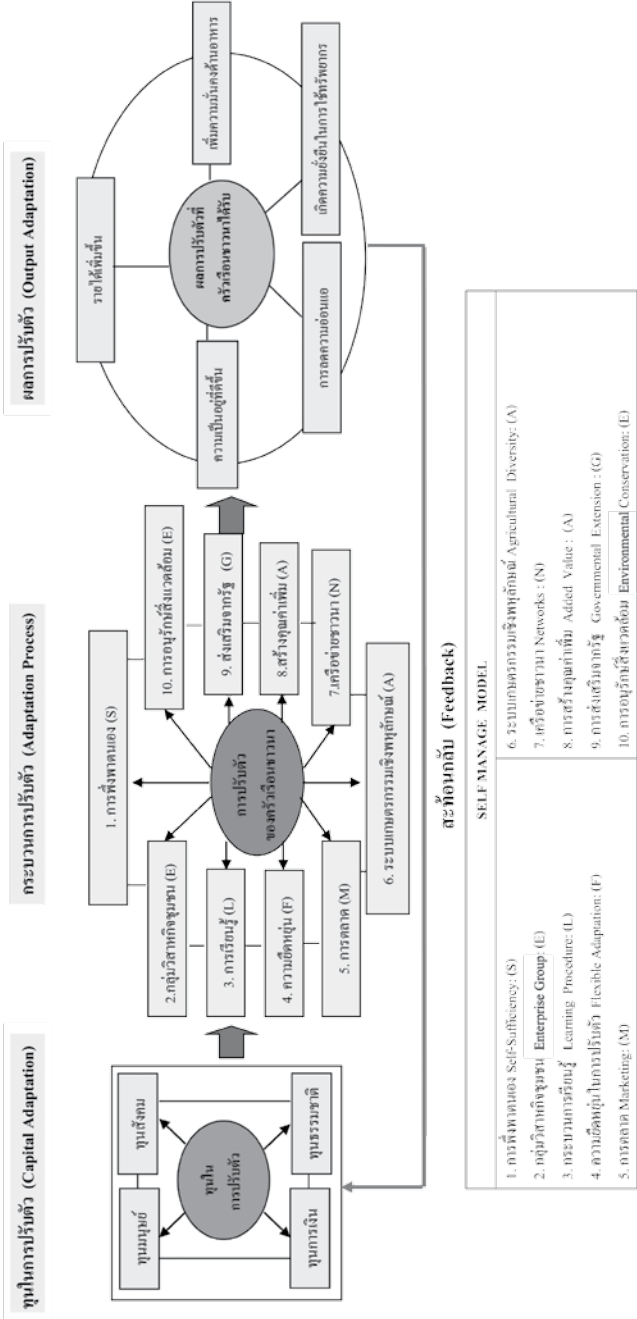 ทุนในการปรับตัว (Capital Adaptation)
ทุนมนุษย์
ทุนสังคม
ทุนใน
การปรับตัว
ทุนการเงิน
ทุนธรรมชาติ
กระบวนการปรับตัว (Adaptation Process)
1. การพึ่งพาตนเอง (S)
2.กลุ่มวิสาหกิจชุมชน (E)
3. การเรียนรู้ (L)
4. ความยืดหยุ่น (F)
5. การตลาด (M)
การปรับตัว
ของครัวเรือนชาวนา
10. การอนุรักษ์สิ่งแวดล้อม (E)
9. ส่งเสริมจากรัฐ (G)
8.สร้างคุณค่าเพิ่ม (A)
7.เครือข่ายชาวนา (N)
6. ระบบเกษตรกรรมเชิงพหุลักษณ์ (A)
ผลการปรับตัว (Output Adaptation)
รายได้เพิ่มขึ้น
ความเป็นอยู่ที่ดีขึ้น
ผลการปรับตัวที่
ครัวเรือนชาวนาได้รับ
เพิ่มความมั่นคงด้านอาหาร
การลดความอ่อนแอ
เกิดความยั่งยืนในการใช้ทรัพยากร
สะท้อนกลับ (Feedback)
SELF MANAGE MODEL
1. การพึ่งพาตนเอง Self-Sufficiency: (S)
2. กลุ่มวิสาหกิจชุมชน Enterprise Group: (E)
3. กระบวนการเรียนรู้ Learning Procedure: (L)
4. ความยืดหยุ่นในการปรับตัว Flexible Adaptation: (F)
5. การตลาด Marketing: (M)
6. ระบบเกษตรกรรมเชิงพหุลักษณ์ Agricultural Diversity: (A)
7. เครือข่ายชาวนา Networks : (N)
8. การสร้างคุณค่าเพิ่ม Added Value : (A)
9. การส่งเสริมจากรัฐ Governmental Extension : (G)
10. การอนุรักษ์สิ่งแวดล้อม Environmental Conservation: (E)